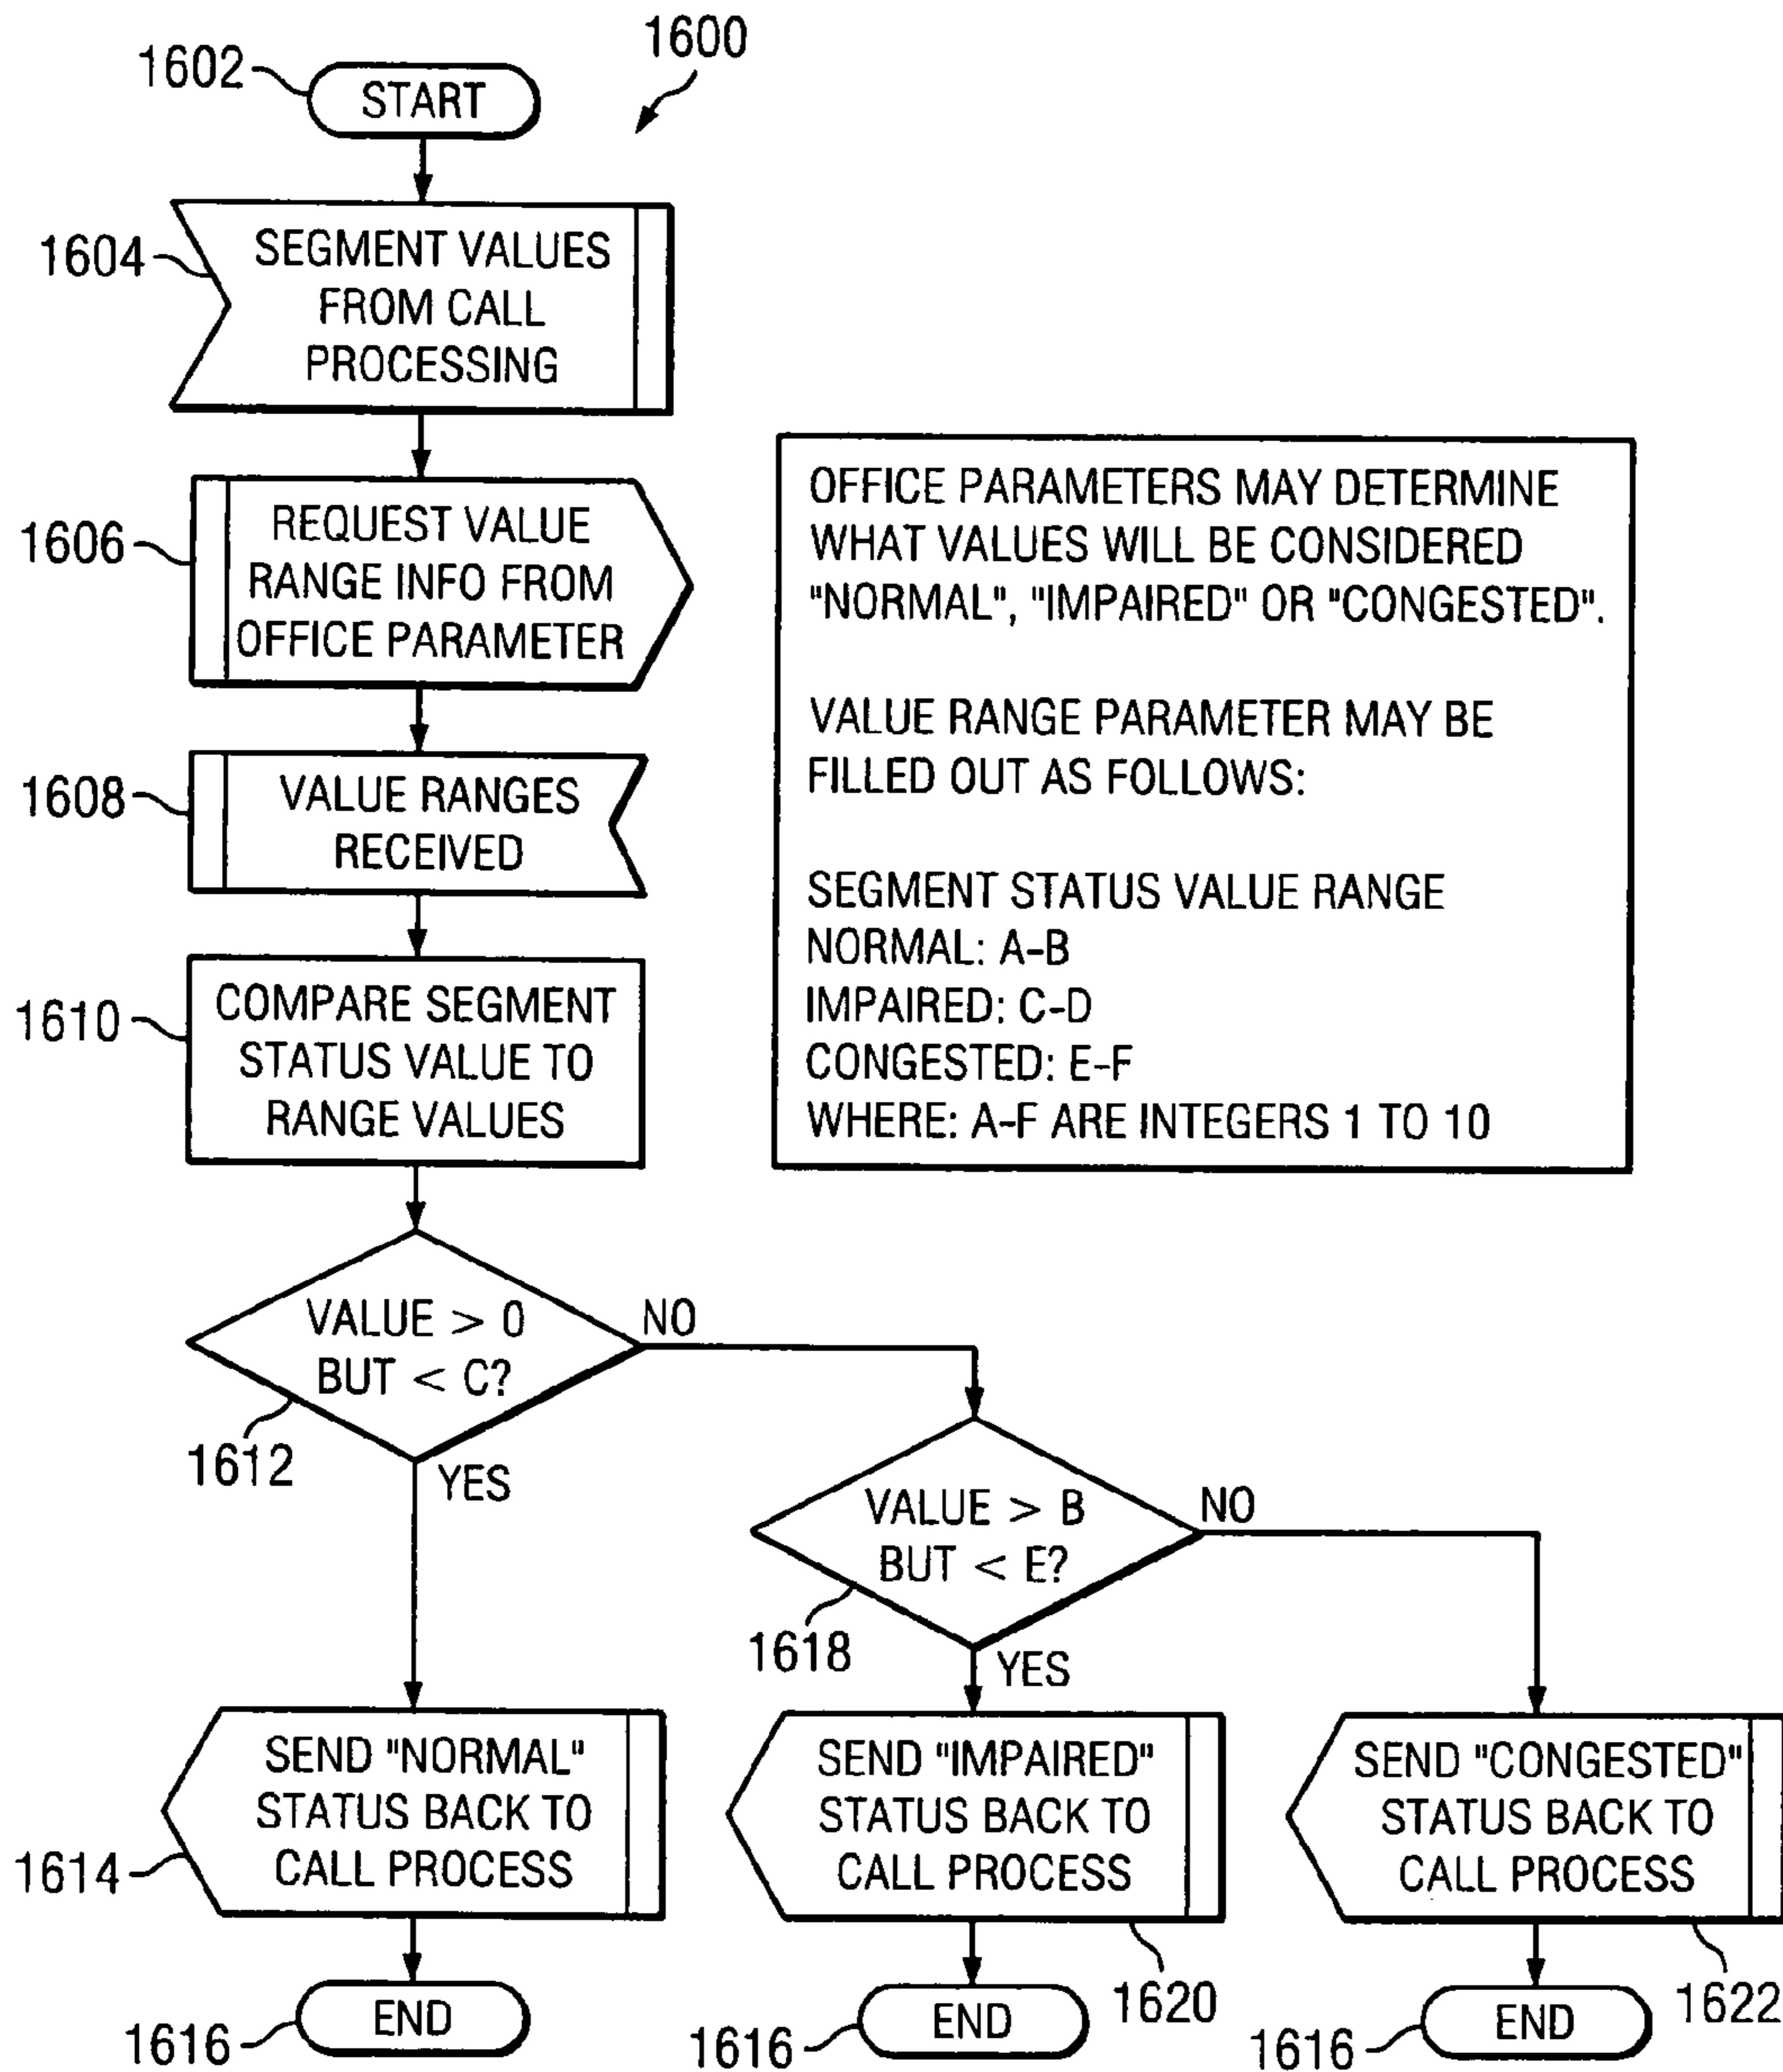 1600
1602
START
1604
SEGMENT VALUES
FROM CALL
PROCESSING
1606
REQUEST VALUE
RANGE INFO FROM
OFFICE PARAMETER
1608
VALUE RANGES
RECEIVED
1610
COMPARE SEGMENT
STATUS VALUE TO
RANGE VALUES
OFFICE PARAMETERS MAY DETERMINE
WHAT VALUES WILL BE CONSIDERED
"NORMAL", "IMPAIRED" OR "CONGESTED".
VALUE RANGE PARAMETER MAY BE
FILLED OUT AS FOLLOWS:
SEGMENT STATUS VALUE RANGE
NORMAL: A-B
IMPAIRED: C-D
CONGESTED: E-F
WHERE: A-F ARE INTEGERS 1 TO 10
VALUE > 0
BUT < C?
NO
1612
YES
VALUE > B
BUT < E?
NO
1618
YES
SEND "NORMAL"
STATUS BACK TO
CALL PROCESS
1614
SEND "IMPAIRED"
STATUS BACK TO
CALL PROCESS
1620
SEND "CONGESTED"
STATUS BACK TO
CALL PROCESS
1622
END
1616
END
1616
END
1616